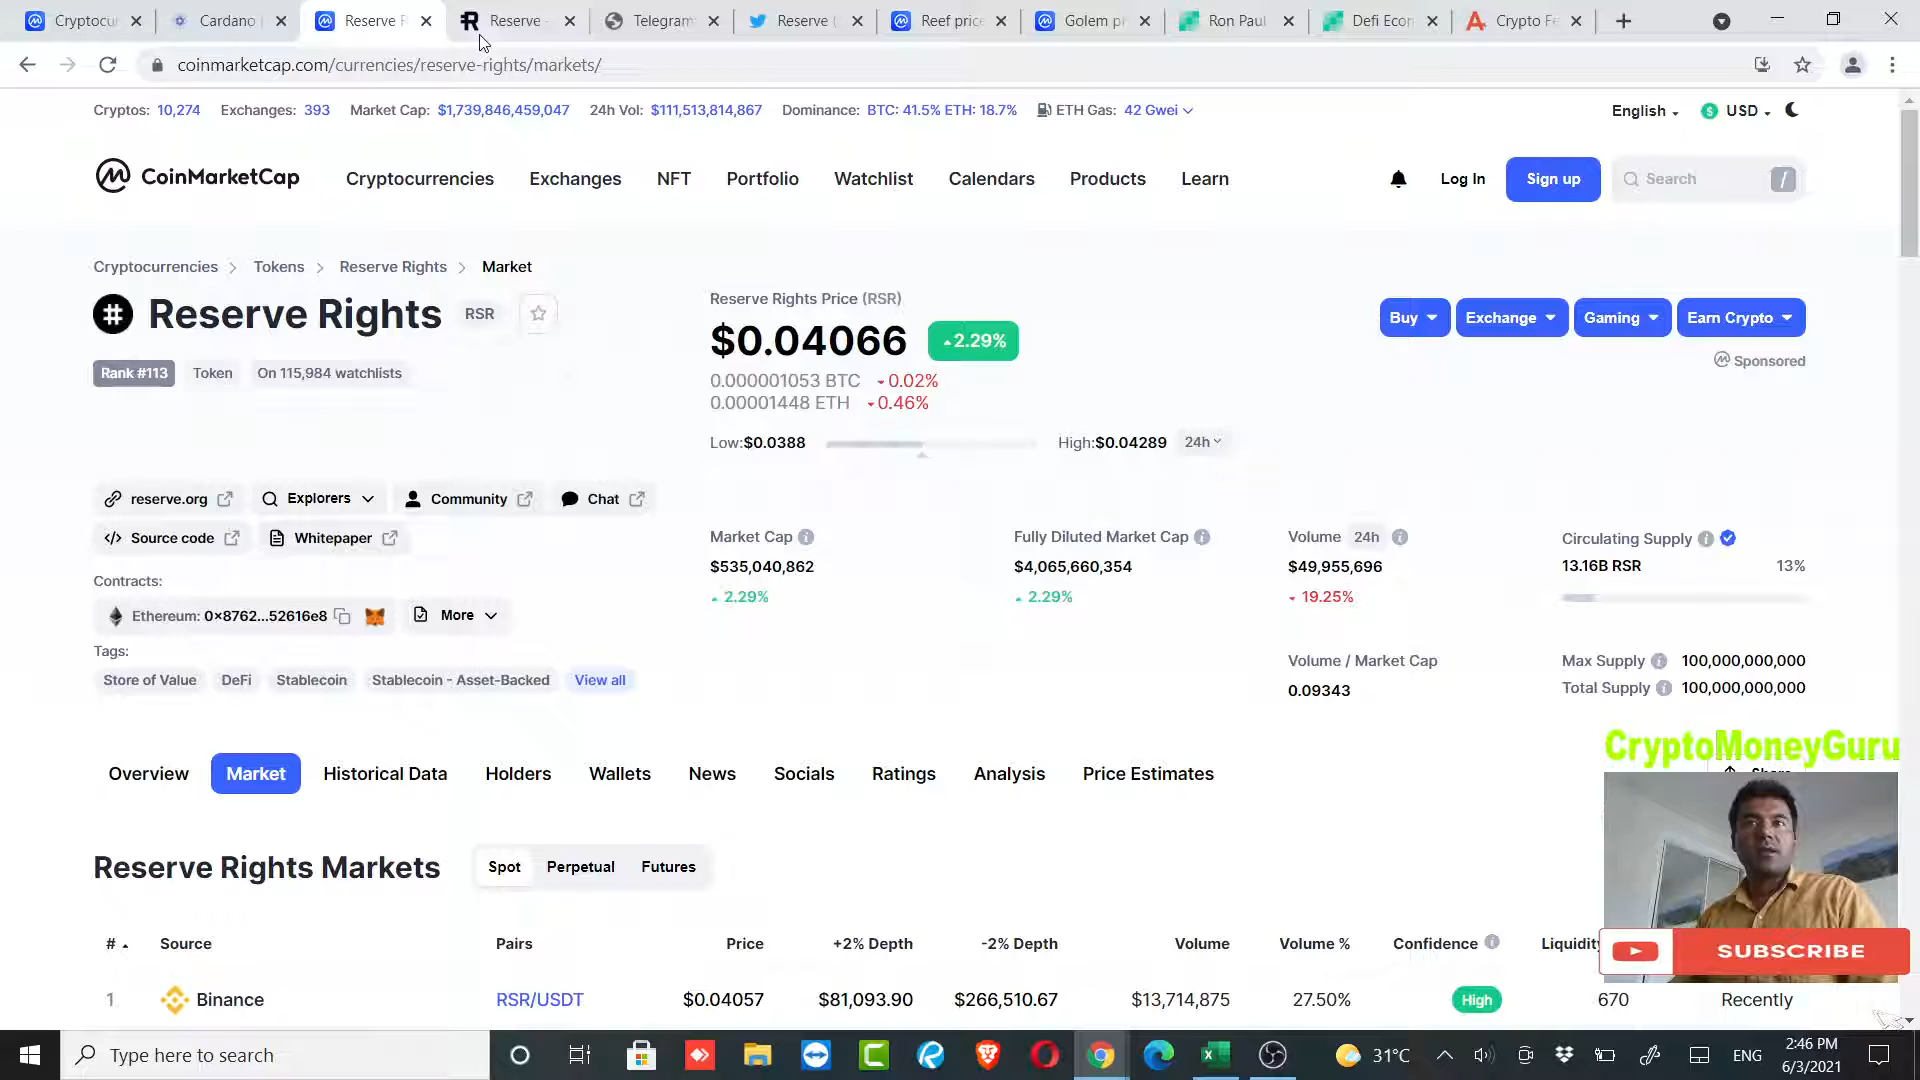 Cryptocu
Cardano
Reserve R
Reserve -
Telegram
Reserve (
Reef price
Golem pr
Ron Paul
Defi Econ
Crypto Fe
coinmarketcap.com/currencies/reserve-rights/markets/
Cryptos: 10,274 Exchanges: 393 Market Cap: $1,739,846,459,047 24h Vol: $111,513,814,867 Dominance: BTC: 41.5% ETH: 18.7% ETH Gas: 42 Gwei
English USD
CoinMarketCap
Cryptocurrencies Exchanges NFT Portfolio Watchlist Calendars Products Learn
Log In Sign up Search /
Cryptocurrencies Tokens Reserve Rights Market
Reserve Rights RSR
Rank #113 Token On 115,984 watchlists
Reserve Rights Price (RSR)
$0.04066 2.29%
0.000001053 BTC 0.02%
0.00001448 ETH 0.46%
Low:$0.0388 High:$0.04289 24h
Buy Exchange Gaming Earn Crypto
Sponsored
reserve.org Explorers Community Chat
Source code Whitepaper
Contracts:
Ethereum: 0x8762...52616e8 More
Tags:
Store of Value DeFi Stablecoin Stablecoin - Asset-Backed View all
Market Cap
$535,040,862
2.29%
Fully Diluted Market Cap
$4,065,660,354
2.29%
Volume 24h
$49,955,696
19.25%
Volume / Market Cap
0.09343
Circulating Supply
13.16B RSR 13%
Max Supply 100,000,000,000
Total Supply 100,000,000,000
CryptoMoneyGuru
Overview Market Historical Data Holders Wallets News Socials Ratings Analysis Price Estimates
Reserve Rights Markets Spot Perpetual Futures
# Source Pairs Price +2% Depth -2% Depth Volume Volume % Confidence Liquidity
SUBSCRIBE
1 Binance RSR/USDT $0.04057 $81,093.90 $266,510.67 $13,714,875 27.50% High 670 Recently
Type here to search
31°C
ENG
2:46 PM
6/3/2021